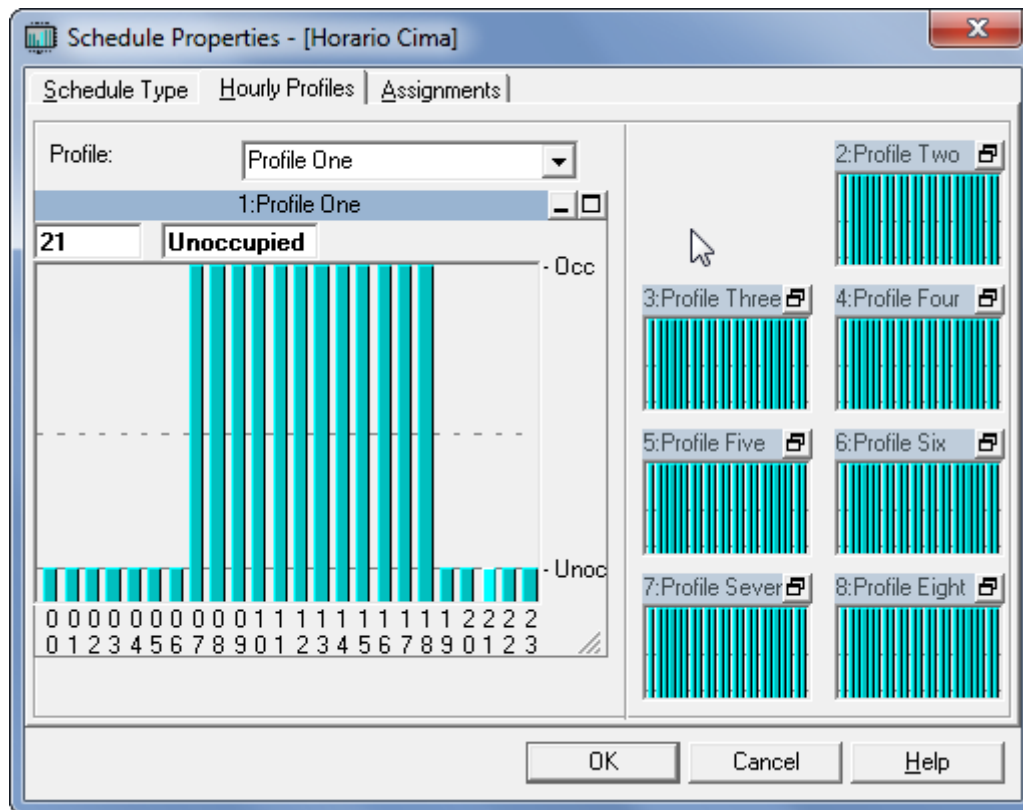 Schedule Properties - [Horario Cima]
Schedule Type Hourly Profiles Assignments
Profile: Profile One
1:Profile One
21 Unoccupied
Occ
Unoc
0 0 0 0 0 0 0 0 0 0 1 1 1 1 1 1 1 1 1 1 2 2 2 2
0 1 2 3 4 5 6 7 8 9 0 1 2 3 4 5 6 7 8 9 0 1 2 3
2:Profile Two
3:Profile Three 4:Profile Four
5:Profile Five 6:Profile Six
7:Profile Sever 8:Profile Eight
OK Cancel Help